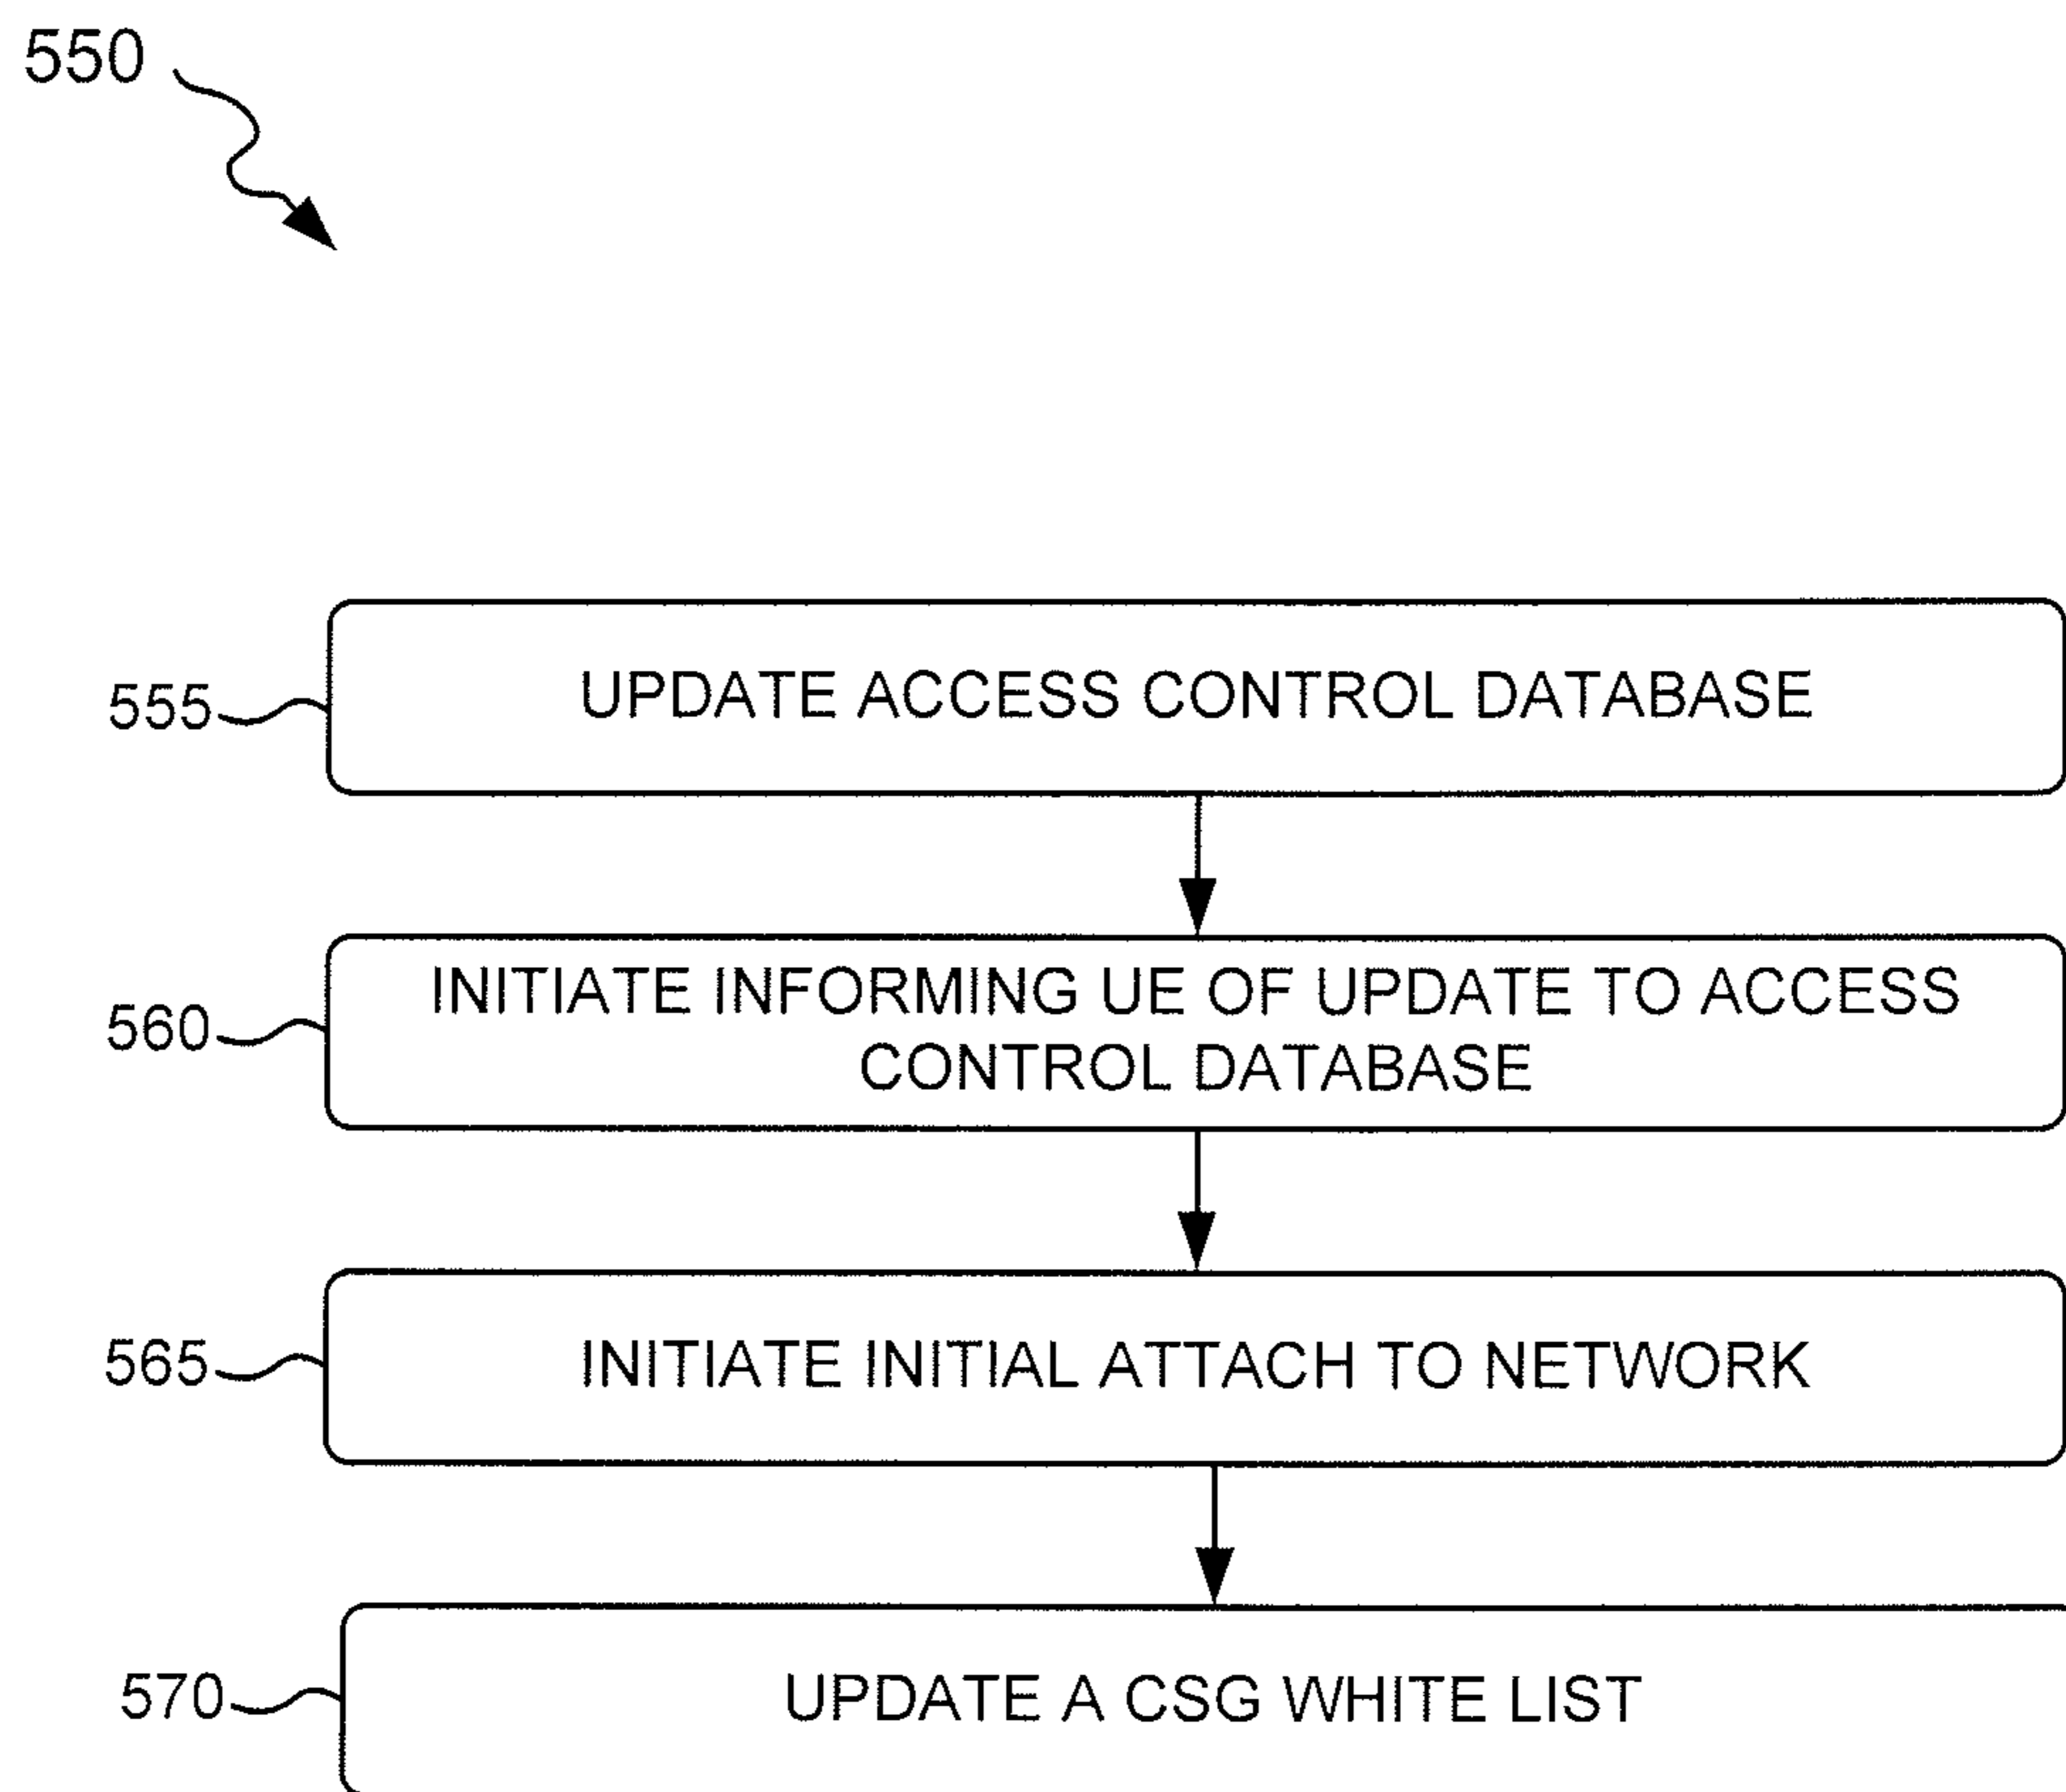 550
555
UPDATE ACCESS CONTROL DATABASE
560
INITIATE INFORMING UE OF UPDATE TO ACCESS
CONTROL DATABASE
565
INITIATE INITIAL ATTACH TO NETWORK
570
UPDATE A CSG WHITE LIST